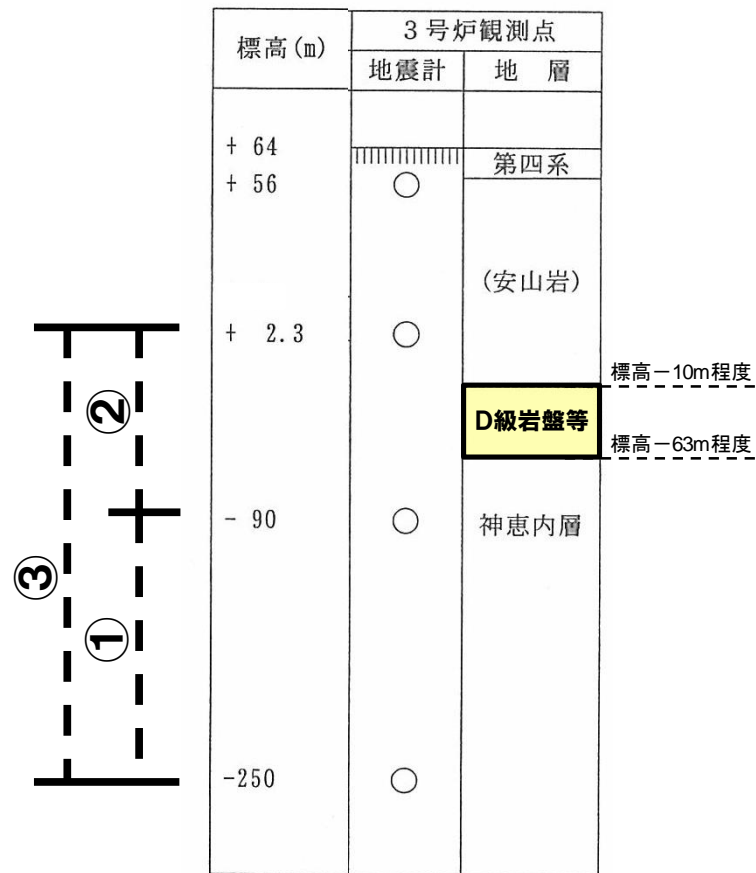 標高(m)
3号炉観測点
地震計
地　層
+ 64
第四系
+ 56
(安山岩)
+ 2.3
標高－10m程度
②
D級岩盤等
標高－63m程度
- 90
神恵内層
③
①
-250